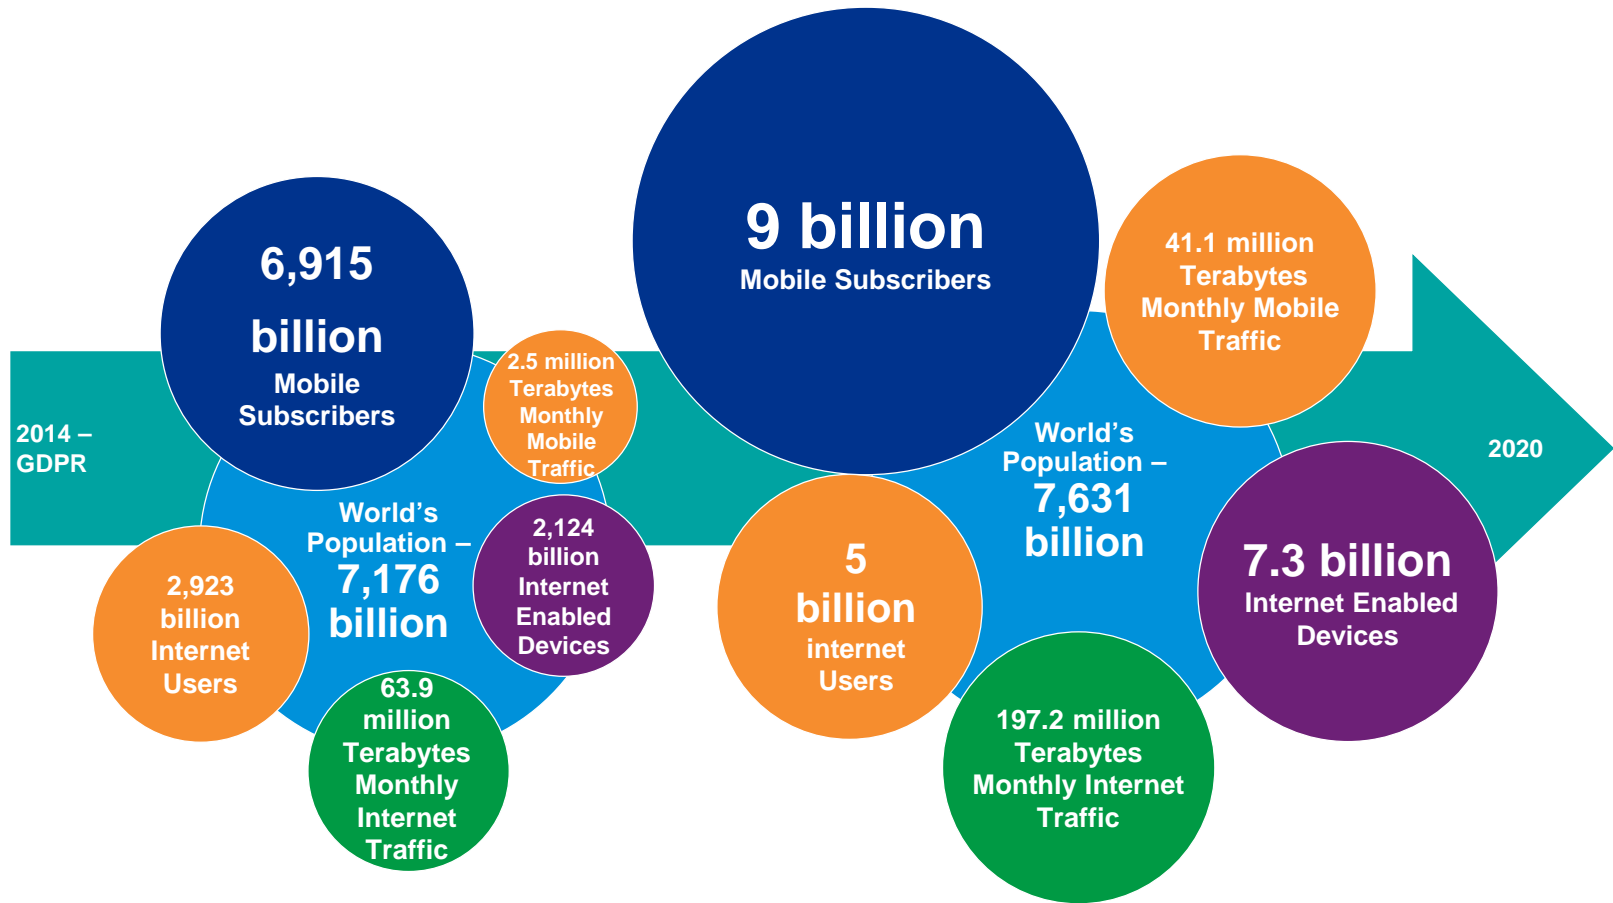 2014 –
GDPR
6,915
billion
Mobile
Subscribers
2.5 million
Terabytes
Monthly
Mobile
Traffic
World's
Population –
7,176
billion
2,124
billion
Internet
Enabled
Devices
2,923
billion
Internet
Users
63.9
million
Terabytes
Monthly
Internet
Traffic
9 billion
Mobile Subscribers
41.1 million
Terabytes
Monthly Mobile
Traffic
World's
Population –
7,631
billion
5
billion
internet
Users
7.3 billion
Internet Enabled
Devices
197.2 million
Terabytes
Monthly Internet
Traffic
2020